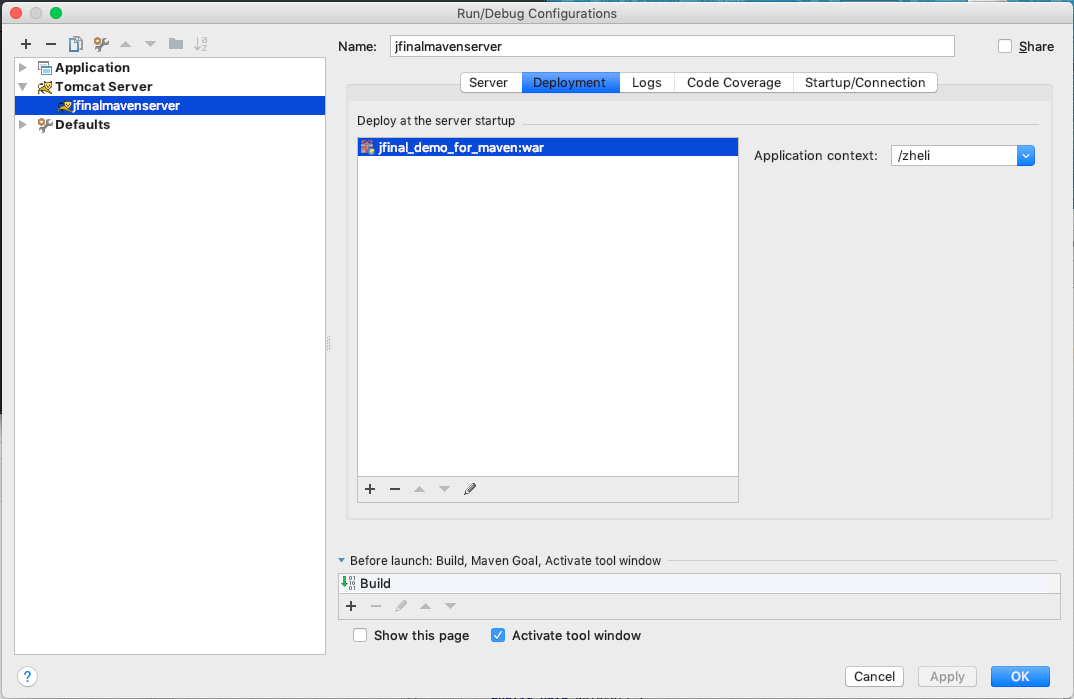 Run/Debug Configurations
Name: jfinalmavenserver
Share
Application
Tomcat Server
jfinalmavenserver
Defaults
Server Deployment Logs Code Coverage Startup/Connection
Deploy at the server startup
jfinal_demo_for_maven:war
Application context: /zheli
Before launch: Build, Maven Goal, Activate tool window
Build
Show this page Activate tool window
? Cancel Apply OK